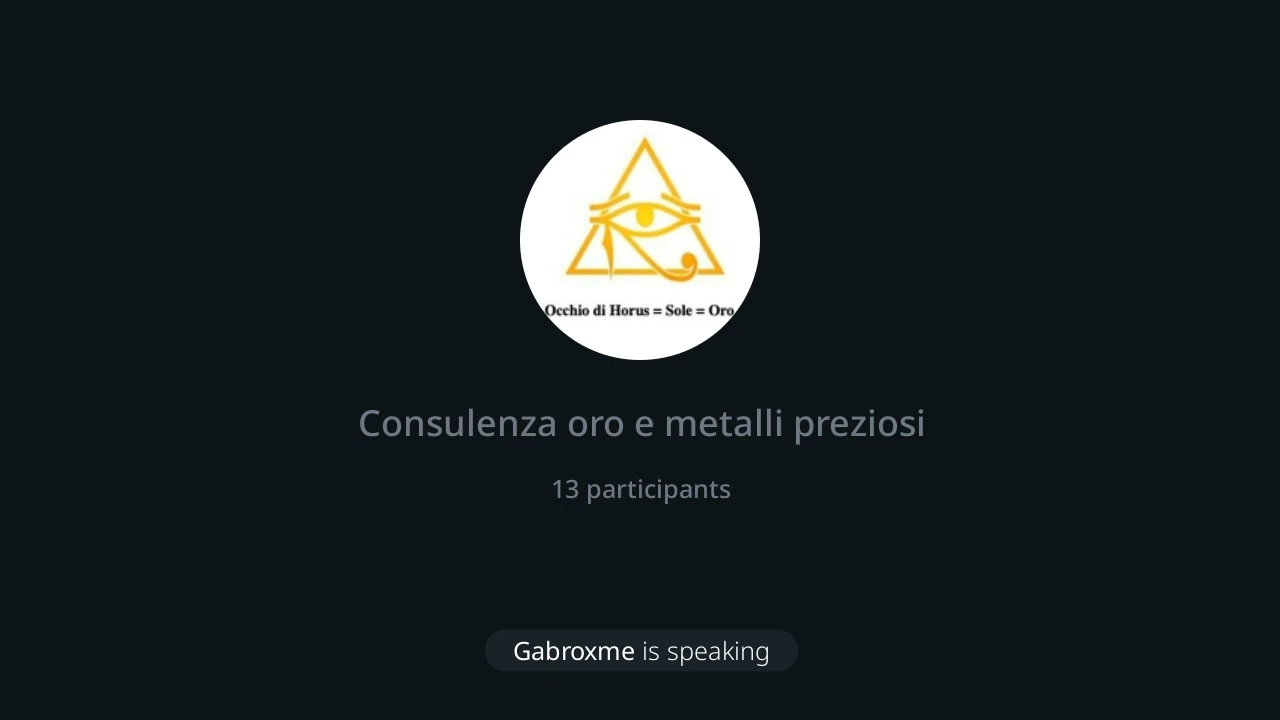 Occhio di Horus = Sole = Oro
Consulenza oro e metalli preziosi
13 participants
Gabroxme is speaking